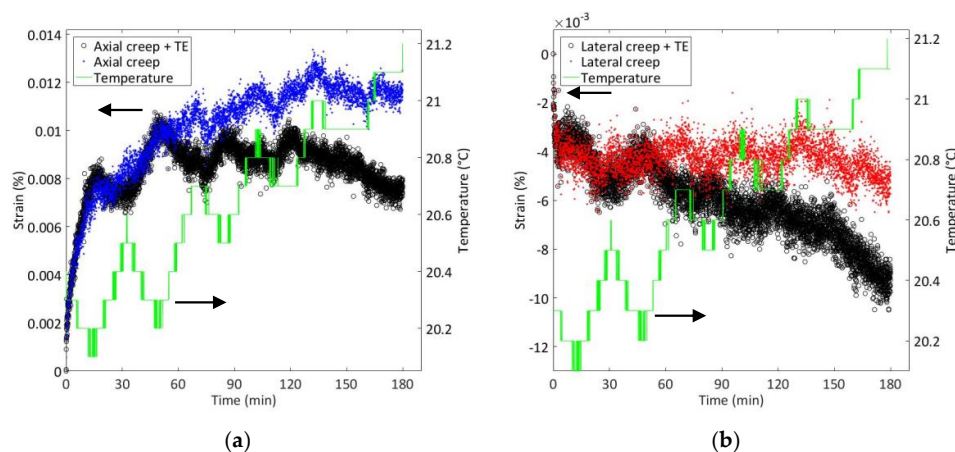 0.014
0.012
0.01
0.008
0.006
0.004
0.002
0
Strain (%)
Axial creep + TE
Axial creep
Temperature
21.2
21
20.8
20.6
20.4
20.2
Temperature (°C)
0 30 60 90 120 150 180
Time (min)
(a)
×10⁻³
0
-2
-4
-6
-8
-10
-12
Strain (%)
Lateral creep + TE
Lateral creep
Temperature
21.2
21
20.8
20.6
20.4
20.2
Temperature (°C)
0 30 60 90 120 150 180
Time (min)
(b)